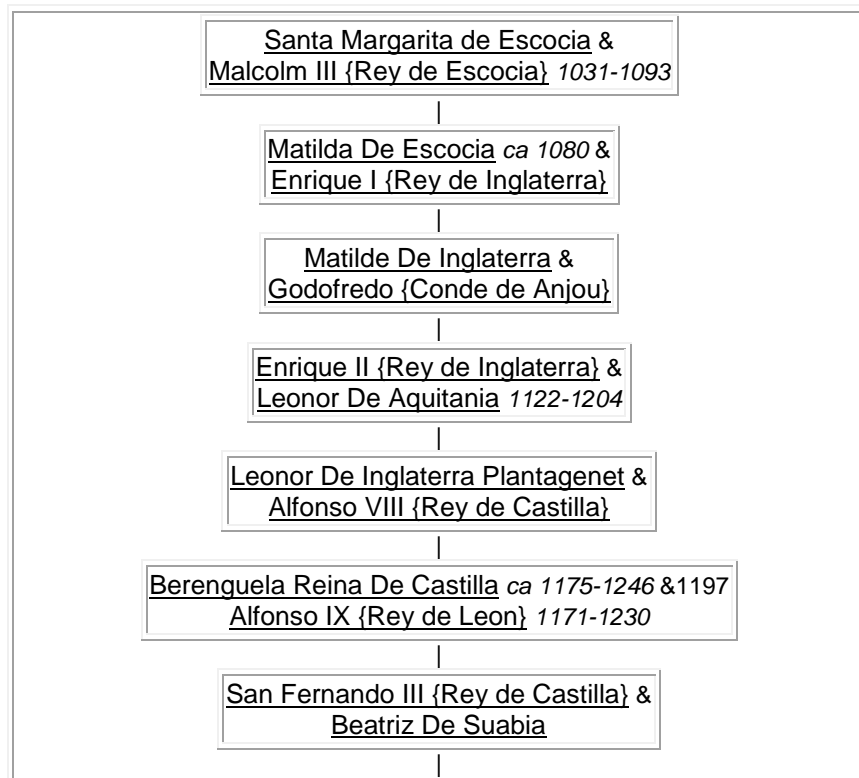 Santa Margarita de Escocia &
Malcolm III {Rey de Escocia} 1031-1093
Matilda De Escocia ca 1080 &
Enrique I {Rey de Inglaterra}
Matilde De Inglaterra &
Godofredo {Conde de Anjou}
Enrique II {Rey de Inglaterra} &
Leonor De Aquitania 1122-1204
Leonor De Inglaterra Plantagenet &
Alfonso VIII {Rey de Castilla}
Berenguela Reina De Castilla ca 1175-1246 &1197
Alfonso IX {Rey de Leon} 1171-1230
San Fernando III {Rey de Castilla} &
Beatriz De Suabia